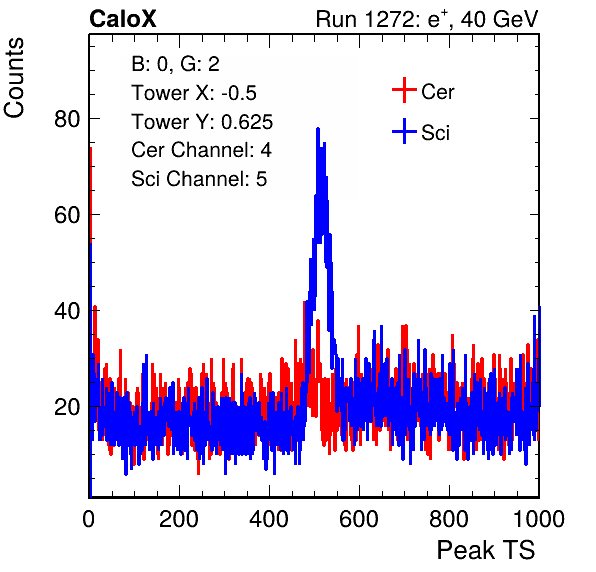 CaloX Run 1272: e⁺, 40 GeV
Counts
B: 0, G: 2
Tower X: -0.5
Tower Y: 0.625
Cer Channel: 4
Sci Channel: 5
Cer
Sci
80
60
40
20
0 200 400 600 800 1000
Peak TS